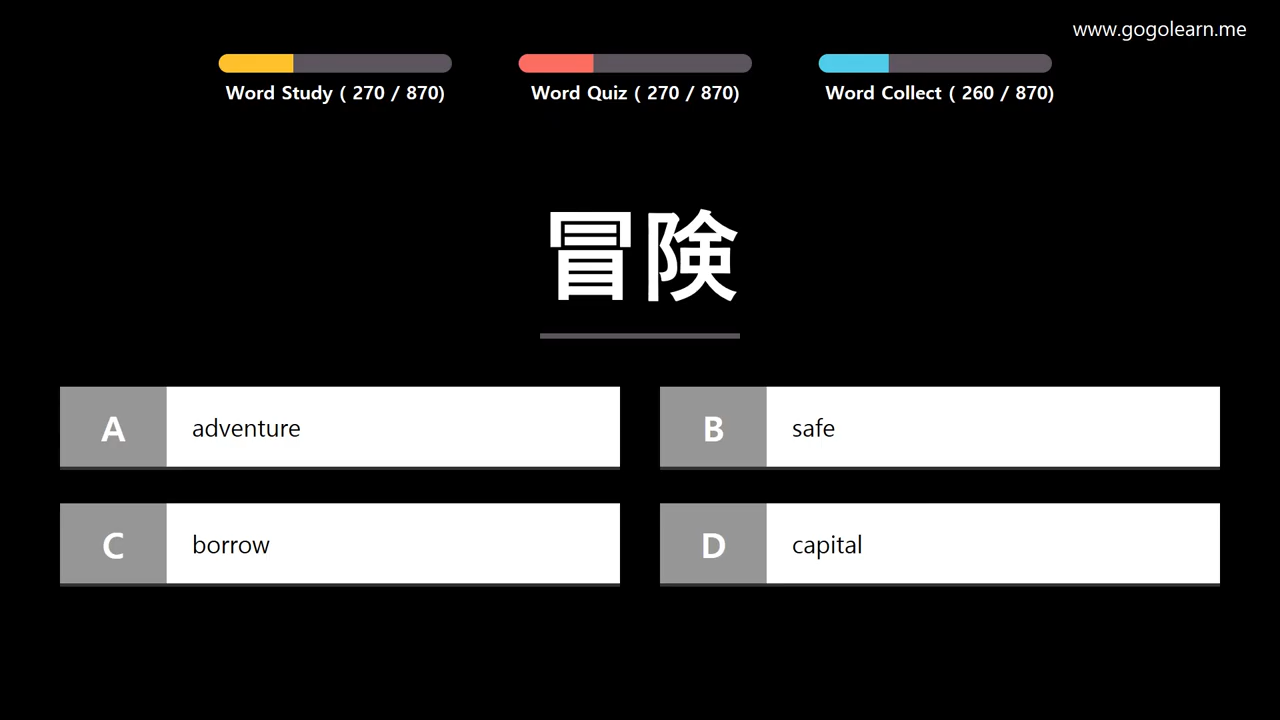 www.gogolearn.me
Word Study ( 270 / 870)
Word Quiz ( 270 / 870)
Word Collect ( 260 / 870)
冒険
A adventure
B safe
C borrow
D capital